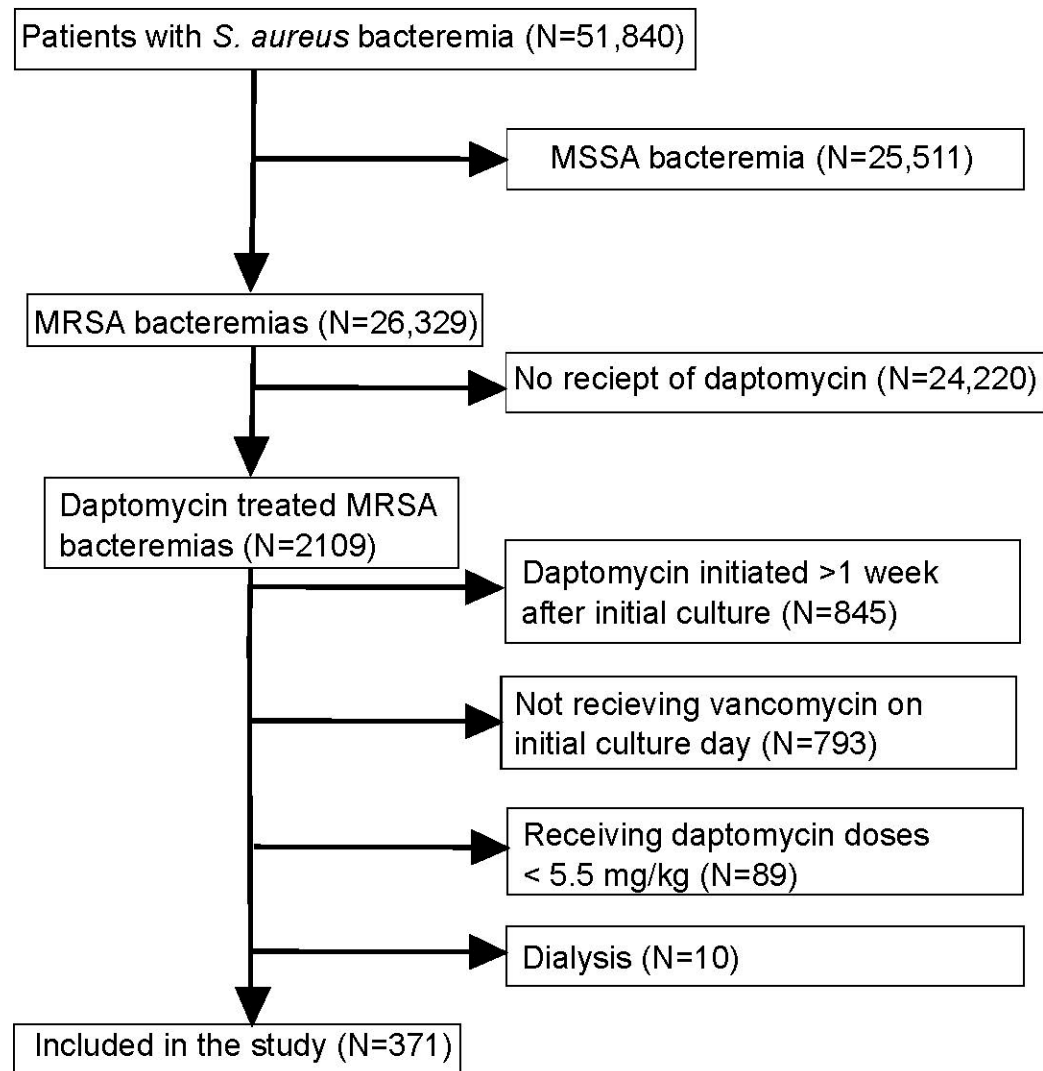 Patients with S. aureus bacteremia (N=51,840)
MSSA bacteremia (N=25,511)
MRSA bacteremias (N=26,329)
No reciept of daptomycin (N=24,220)
Daptomycin treated MRSA
bacteremias (N=2109)
Daptomycin initiated >1 week
after initial culture (N=845)
Not recieving vancomycin on
initial culture day (N=793)
Receiving daptomycin doses
< 5.5 mg/kg (N=89)
Dialysis (N=10)
Included in the study (N=371)